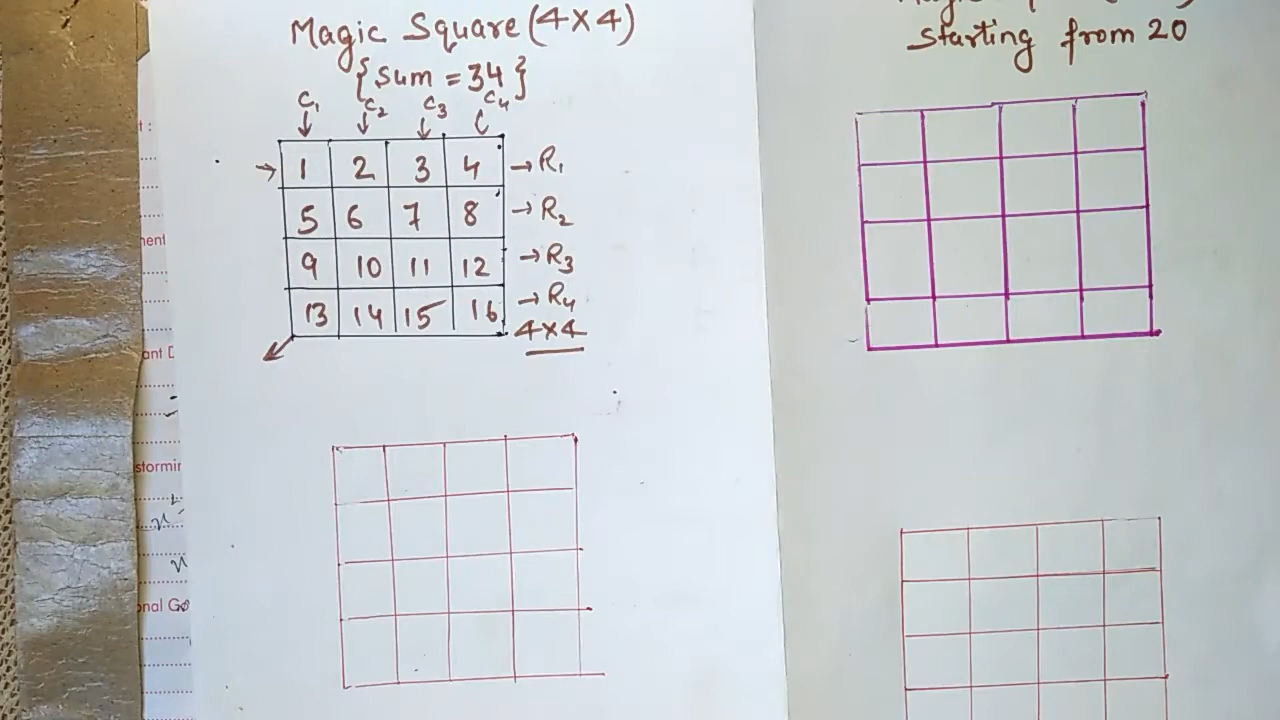 Magic Square (4×4)
{Sum = 34}
C₁ C₂ C₃ C₄
1 2 3 4 → R₁
5 6 7 8 → R₂
9 10 11 12 → R₃
13 14 15 16 → R₄
4×4
Starting from 20